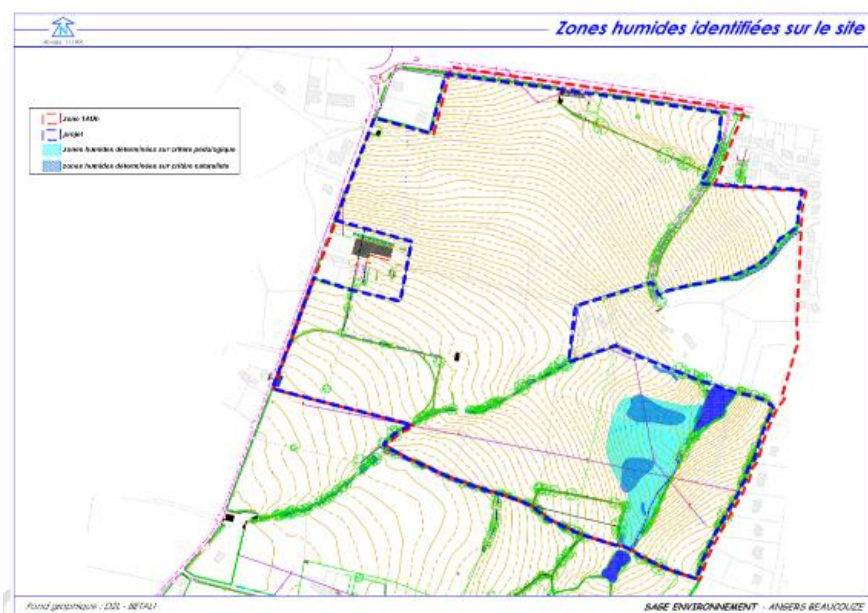 Zones humides identifiées sur le site
zone 1AUb
projet
zones humides déterminées sur critère pédologique
zones humides déterminées sur critère naturaliste
Fond géographique : D2L - BETALI
SAGE ENVIRONNEMENT - ANGERS BEAUCOUZE